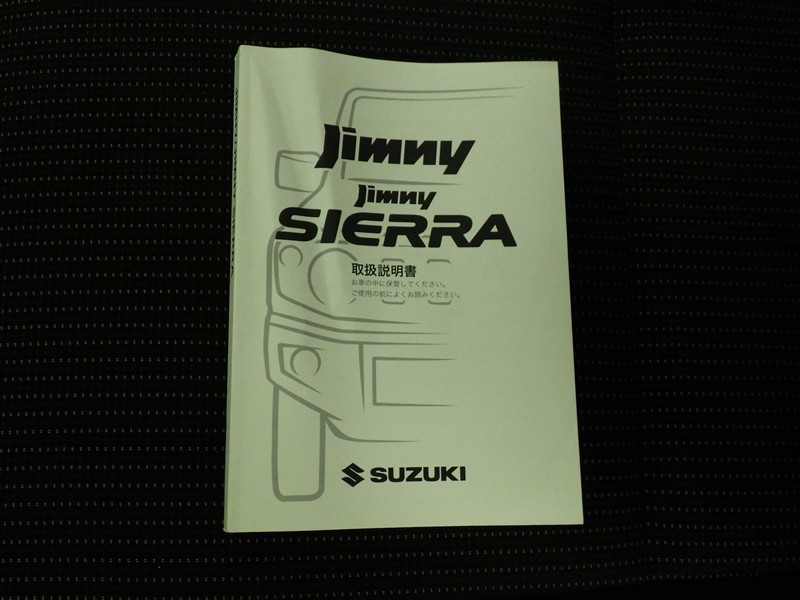 Jimny
Jimny
SIERRA
取扱説明書
お車の中に保管してください。
ご使用の前によくお読みください。
SUZUKI